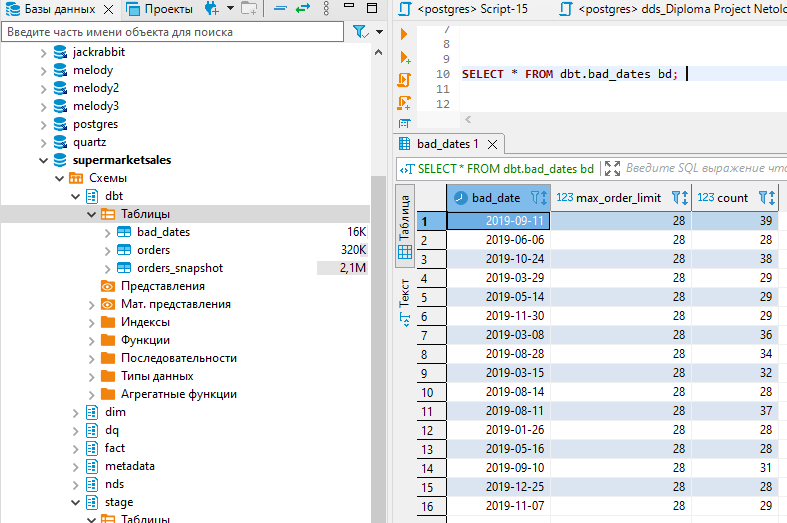 Базы данных
Проекты
Введите часть имени объекта для поиска
jackrabbit
melody
melody2
melody3
postgres
quartz
supermarketsales
Схемы
dbt
Таблицы
bad_dates 16K
orders 320K
orders_snapshot 2,1M
Представления
Мат. представления
Индексы
Функции
Последовательности
Типы данных
Агрегатные функции
dim
dq
fact
metadata
nds
stage
Таблицы
<postgres> Script-15
<postgres> dds_Diploma Project Netolo
7
8
9
10 SELECT * FROM dbt.bad_dates bd;
11
12
bad_dates 1
SELECT * FROM dbt.bad_dates bd
Введите SQL выражение чт
Таблица
Текст
bad_date 123 max_order_limit 123 count
1 2019-09-11 28 39
2 2019-06-06 28 28
3 2019-10-24 28 38
4 2019-03-29 28 29
5 2019-05-14 28 29
6 2019-11-30 28 29
7 2019-03-08 28 36
8 2019-08-28 28 34
9 2019-03-15 28 32
10 2019-08-14 28 28
11 2019-08-11 28 37
12 2019-01-26 28 28
13 2019-05-16 28 28
14 2019-09-10 28 31
15 2019-12-25 28 28
16 2019-11-07 28 29